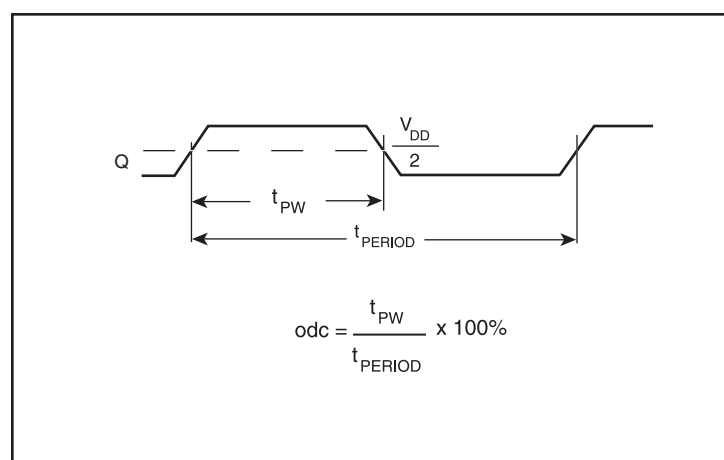 V_DD
Q
2
t_PW
t_PERIOD
t_PW
odc = x 100%
t_PERIOD